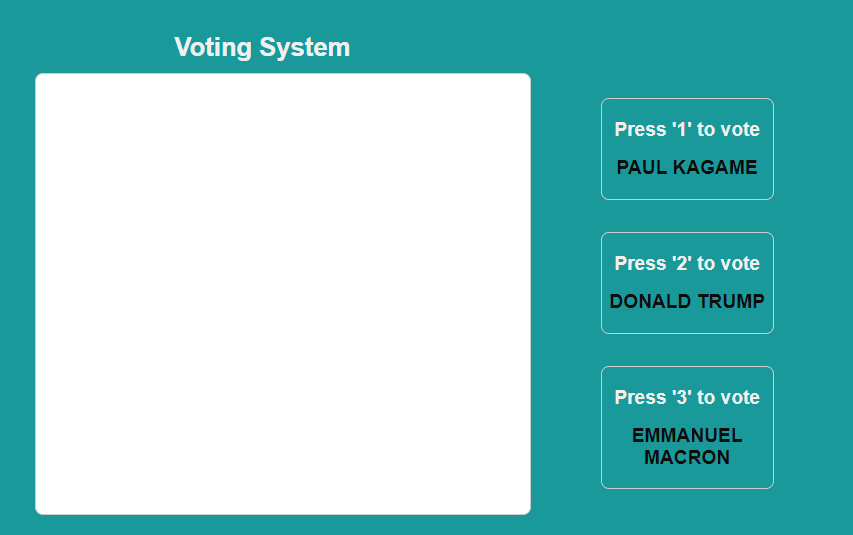 Voting System
Press '1' to vote
PAUL KAGAME
Press '2' to vote
DONALD TRUMP
Press '3' to vote
EMMANUEL
MACRON